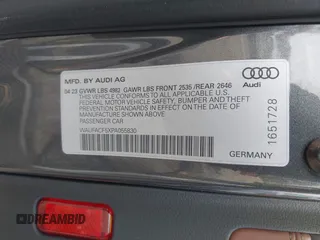 MFD. BY AUDI AG
04 23 GVWR LBS 4982 GAWR LBS FRONT 2535 /REAR 2646
THIS VEHICLE CONFORMS TO ALL APPLICABLE U.S.
FEDERAL MOTOR VEHICLE SAFETY, BUMPER AND THEFT
PREVENTION STANDARDS IN EFFECT ON THE DATE OF
MANUFACTURE SHOWN ABOVE.
PASSENGER CAR
Audi
1651728
GERMANY
DREAMBID